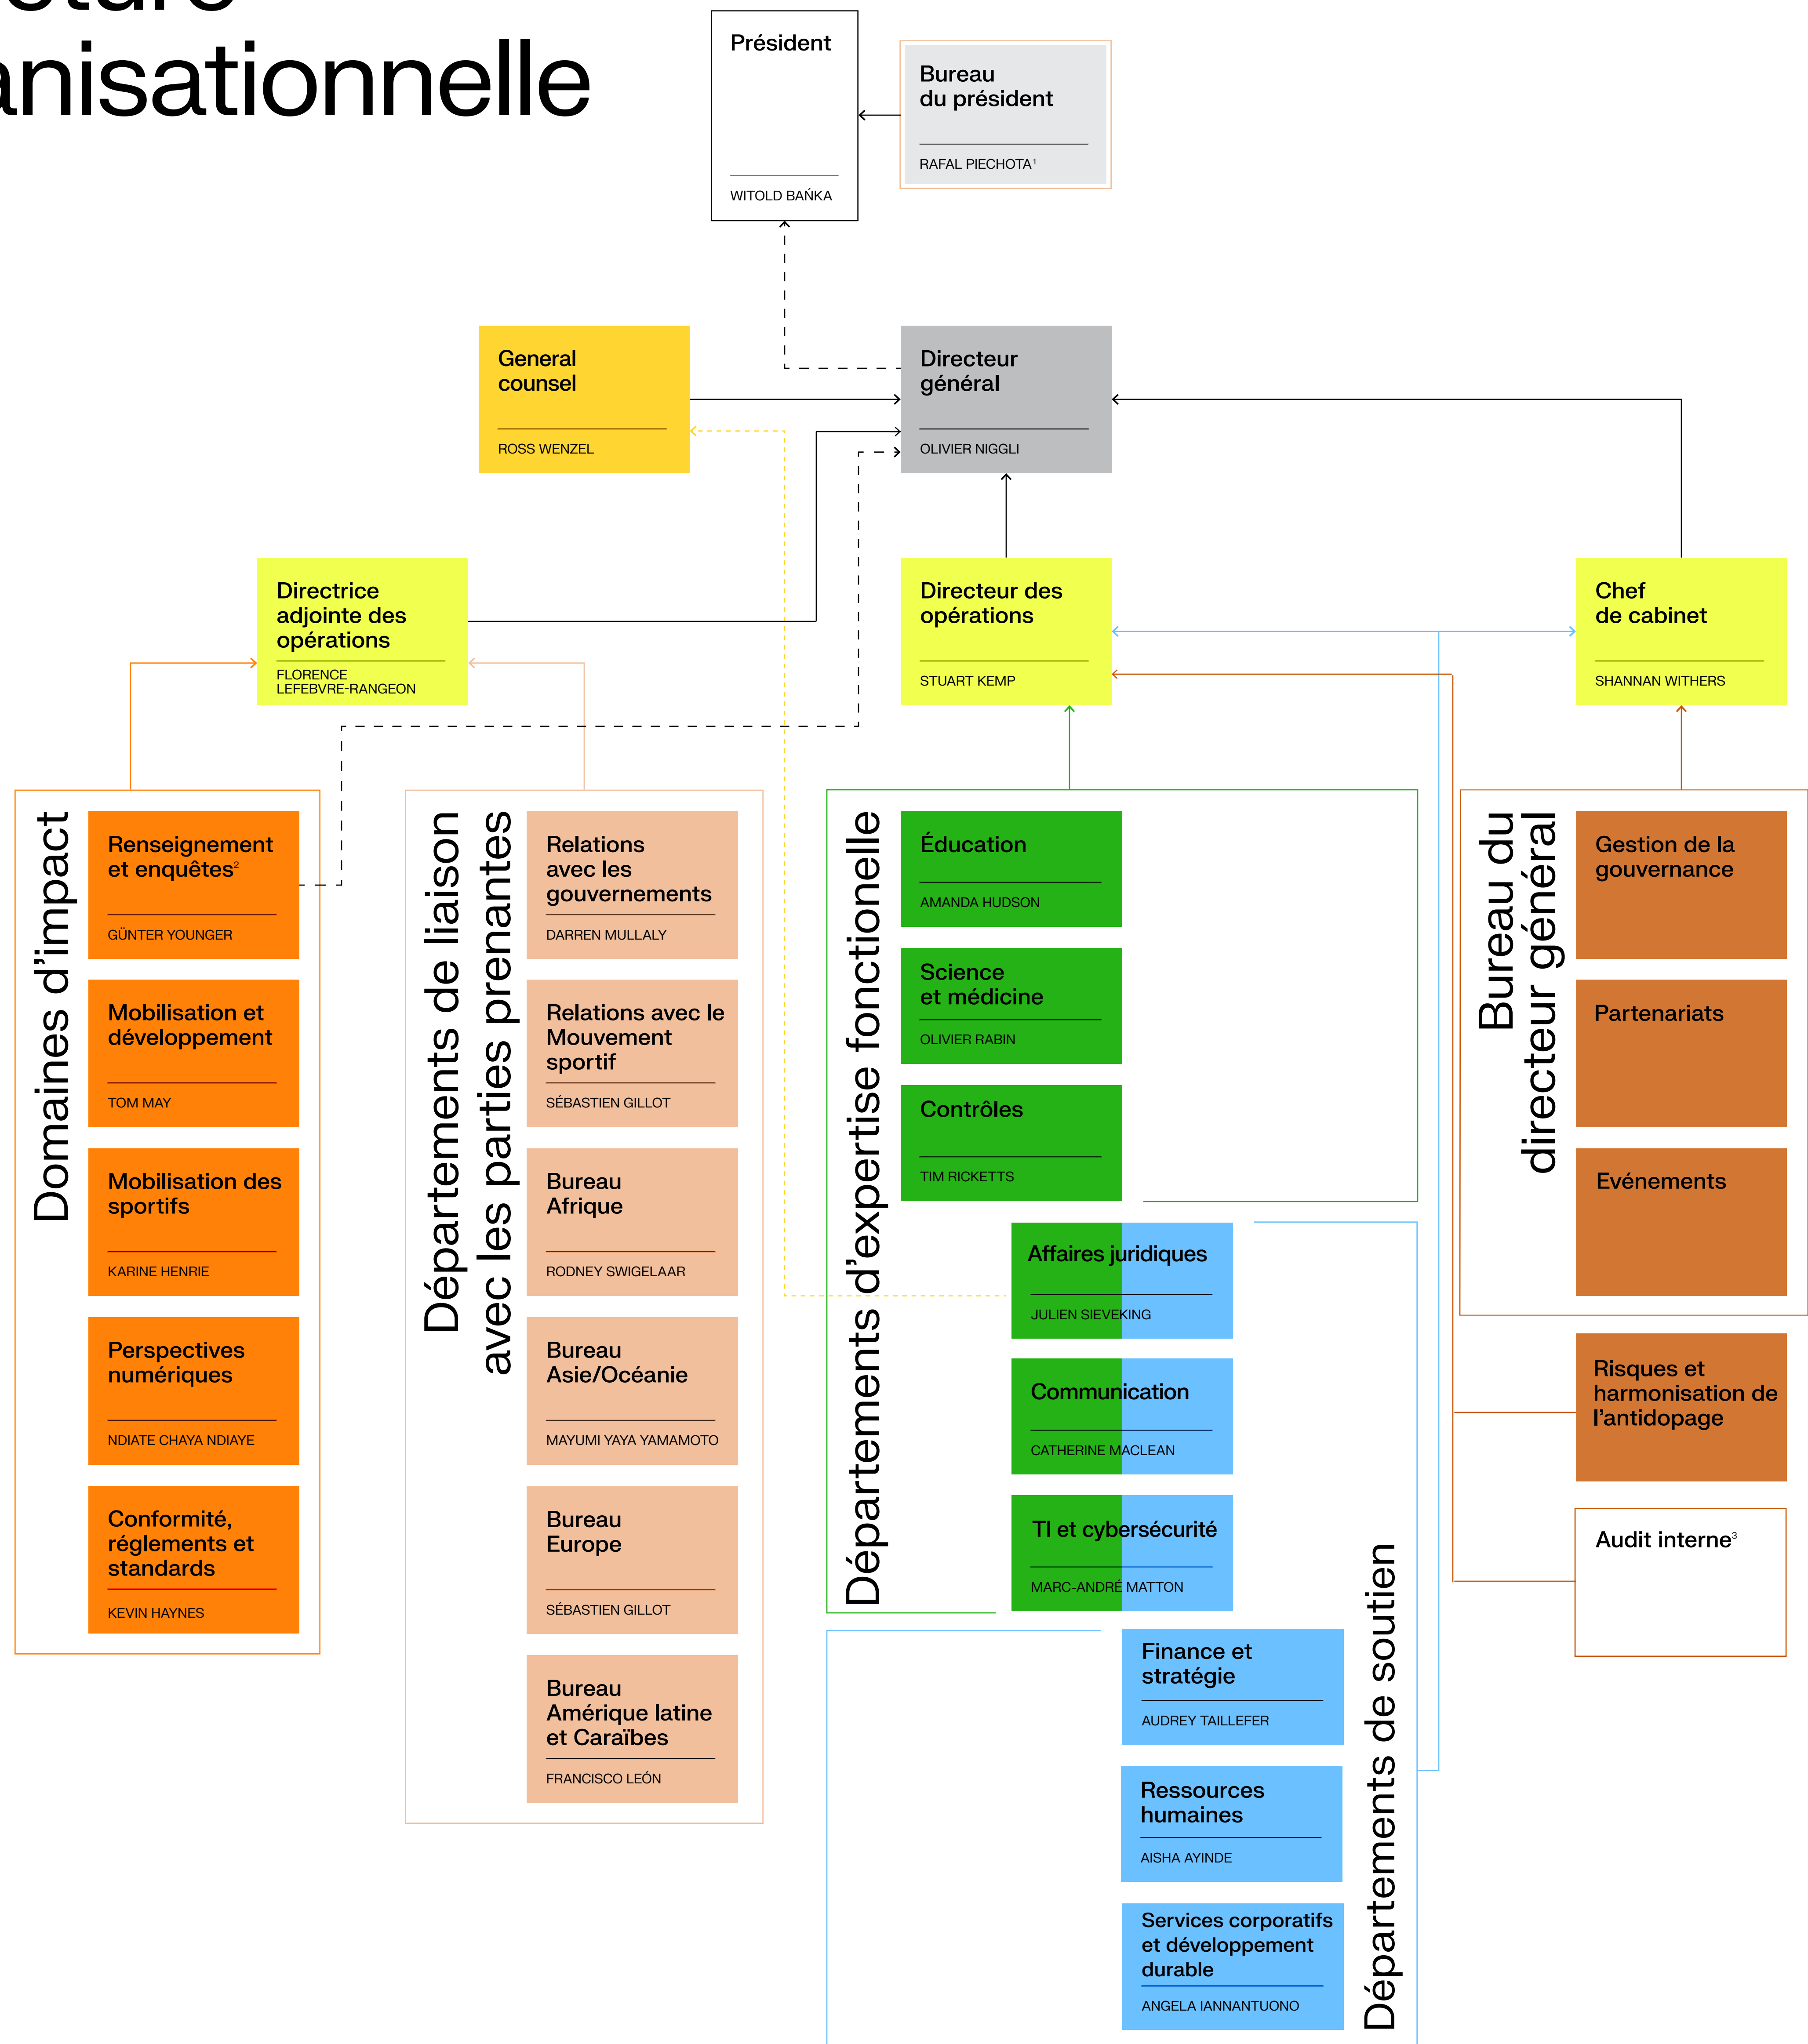 anisationnelle
Président
WITOLD BAŃKA
Bureau
du président
RAFAL PIECHOTA¹
General
counsel
ROSS WENZEL
Directeur
général
OLIVIER NIGGLI
Directrice
adjointe des
opérations
FLORENCE
LEFEBVRE-RANGEON
Directeur des
opérations
STUART KEMP
Chef
de cabinet
SHANNAN WITHERS
Domaines d'impact
Renseignement
et enquêtes²
GÜNTER YOUNGER
Mobilisation et
développement
TOM MAY
Mobilisation des
sportifs
KARINE HENRIE
Perspectives
numériques
NDIATE CHAYA NDIAYE
Conformité,
réglements et
standards
KEVIN HAYNES
Départements de liaison
avec les parties prenantes
Relations
avec les
gouvernements
DARREN MULLALY
Relations avec le
Mouvement
sportif
SÉBASTIEN GILLOT
Bureau
Afrique
RODNEY SWIGELAAR
Bureau
Asie/Océanie
MAYUMI YAYA YAMAMOTO
Bureau
Europe
SÉBASTIEN GILLOT
Bureau
Amérique latine
et Caraïbes
FRANCISCO LEÓN
Départements d'expertise fonctionelle
Éducation
AMANDA HUDSON
Science
et médicine
OLIVIER RABIN
Contrôles
TIM RICKETTS
Affaires juridiques
JULIEN SIEVEKING
Communication
CATHERINE MACLEAN
TI et cybersécurité
MARC-ANDRÉ MATTON
Départements de soutien
Finance et
stratégie
AUDREY TAILLEFER
Ressources
humaines
AISHA AYINDE
Services corporatifs
et développement
durable
ANGELA IANNANTUONO
Bureau du
directeur général
Gestion de la
gouvernance
Partenariats
Evénements
Risques et
harmonisation de
l'antidopage
Audit interne³